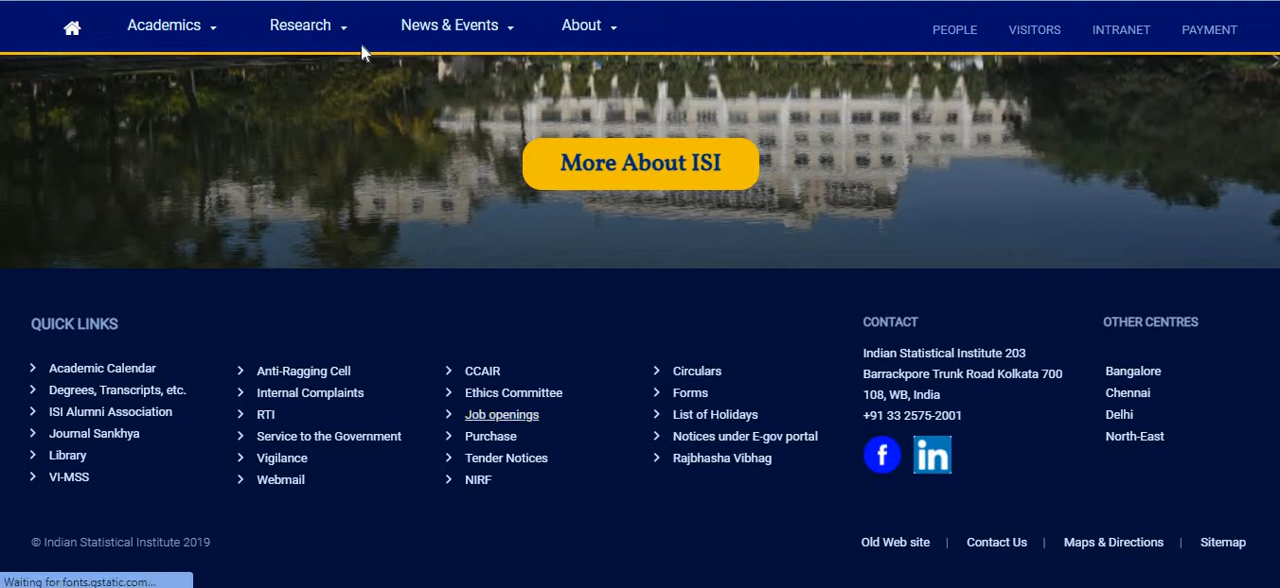 Academics
Research
News & Events
About
PEOPLE
VISITORS
INTRANET
PAYMENT
More About ISI
QUICK LINKS
Academic Calendar
Degrees, Transcripts, etc.
ISI Alumni Association
Journal Sankhya
Library
VI-MSS
Anti-Ragging Cell
Internal Complaints
RTI
Service to the Government
Vigilance
Webmail
CCAIR
Ethics Committee
Job openings
Purchase
Tender Notices
NIRF
Circulars
Forms
List of Holidays
Notices under E-gov portal
Rajbhasha Vibhag
CONTACT
Indian Statistical Institute 203
Barrackpore Trunk Road Kolkata 700
108, WB, India
+91 33 2575-2001
f
in
OTHER CENTRES
Bangalore
Chennai
Delhi
North-East
© Indian Statistical Institute 2019
Old Web site | Contact Us | Maps & Directions | Sitemap
Waiting for fonts.gstatic.com...